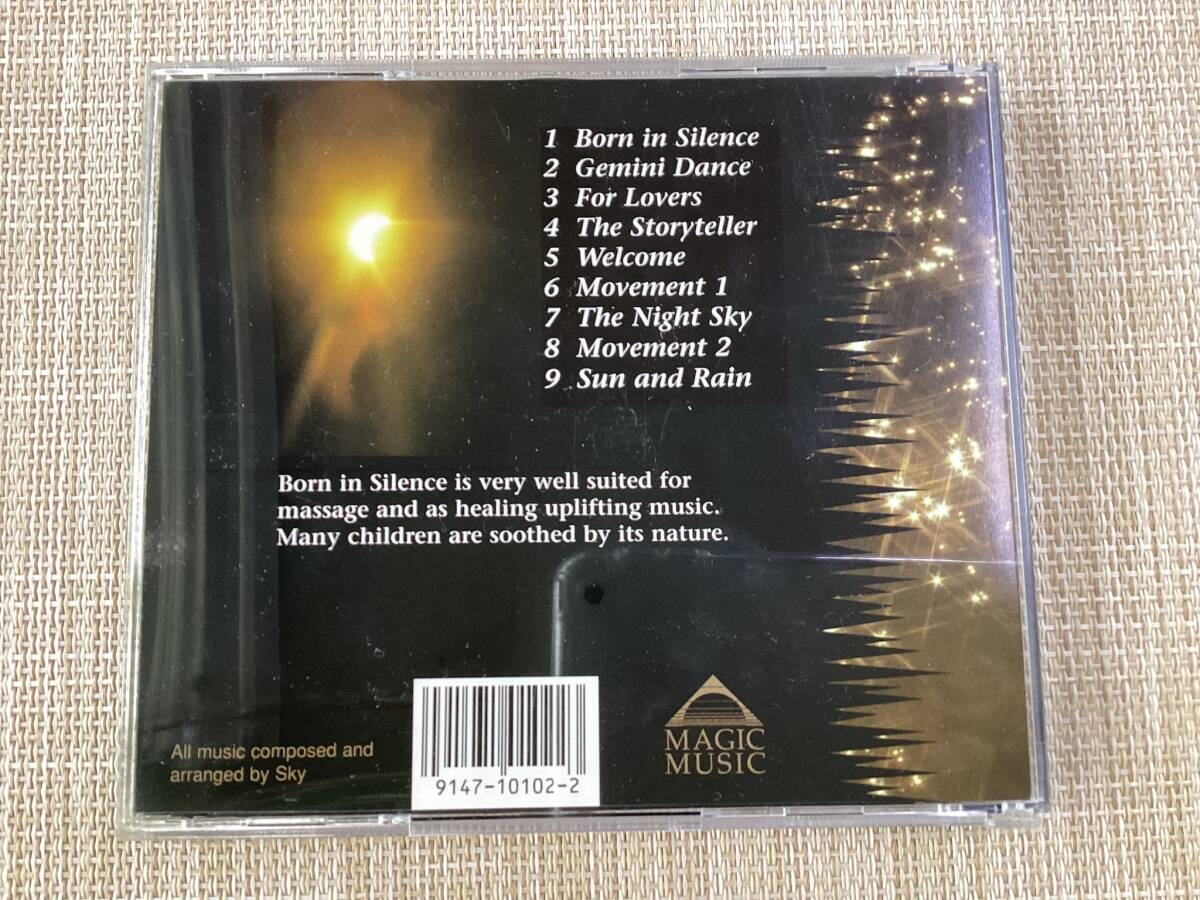 1 Born in Silence
2 Gemini Dance
3 For Lovers
4 The Storyteller
5 Welcome
6 Movement 1
7 The Night Sky
8 Movement 2
9 Sun and Rain
Born in Silence is very well suited for
massage and as healing uplifting music.
Many children are soothed by its nature.
All music composed and
arranged by Sky
9147-10102-2
MAGIC
MUSIC